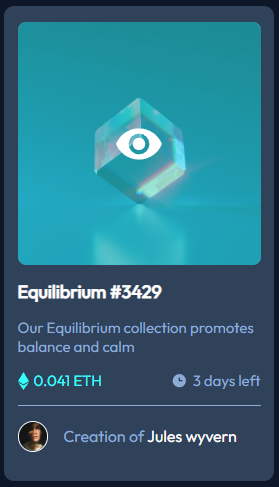 Equilibrium #3429
Our Equilibrium collection promotes
balance and calm
0.041 ETH 3 days left
Creation of Jules wyvern